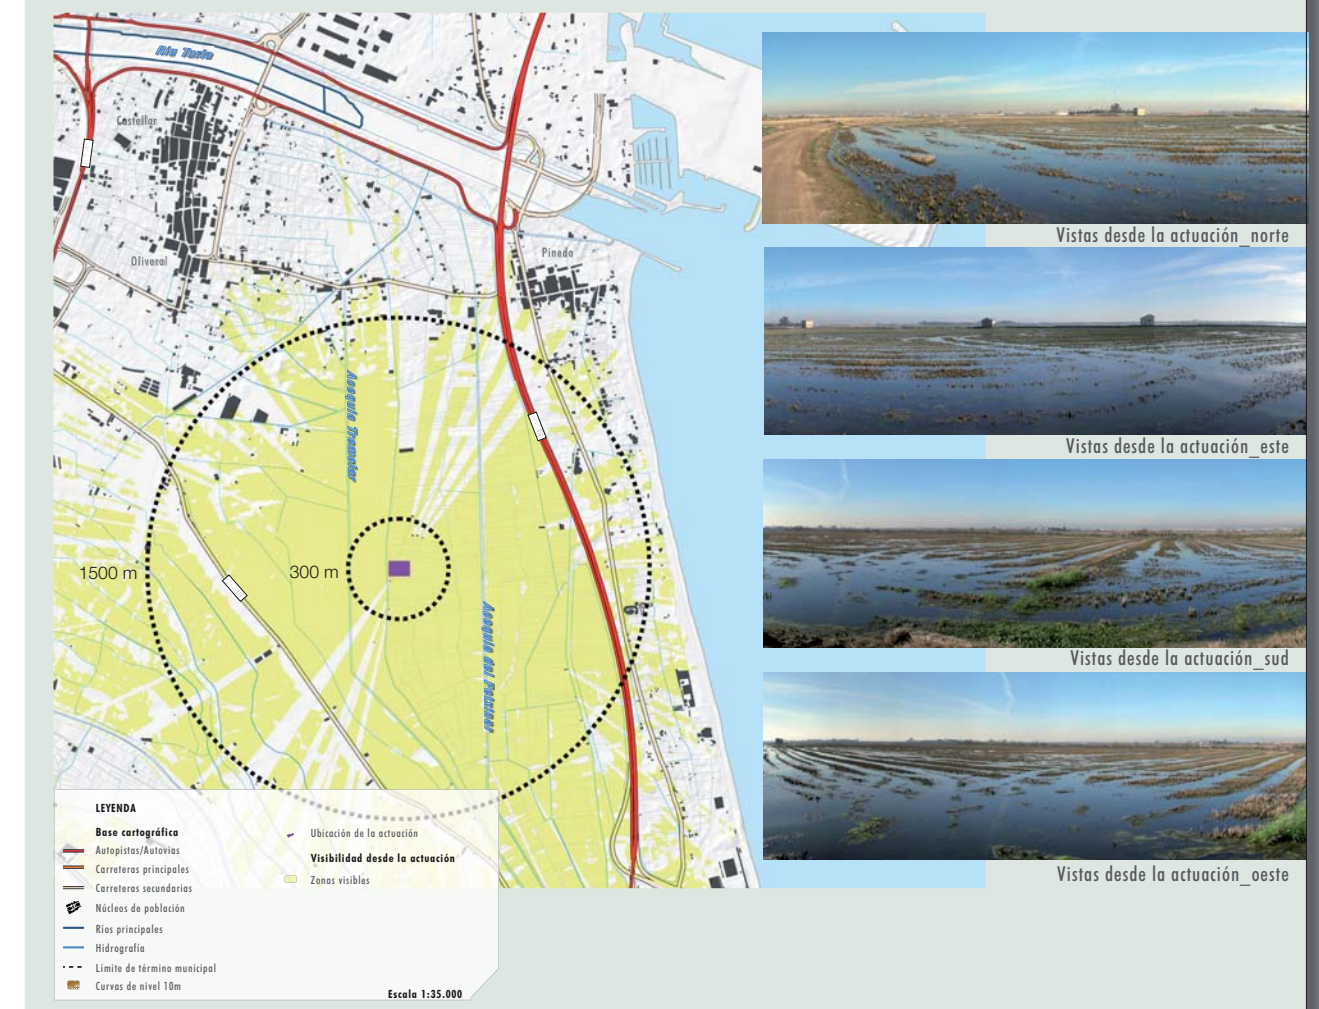 Río Turia
Castellar
Oliveral
Pinedo
Acequia
1500 m
300 m
Acequia del
LEYENDA
Base cartográfica
Autopistas/Autovías
Carreteras principales
Carreteras secundarias
Núcleos de población
Ríos principales
Hidrografía
Límite de término municipal
Curvas de nivel 10m
Ubicación de la actuación
Visibilidad desde la actuación
Zonas visibles
Escala 1:35.000
Vistas desde la actuación_norte
Vistas desde la actuación_este
Vistas desde la actuación_sud
Vistas desde la actuación_oeste